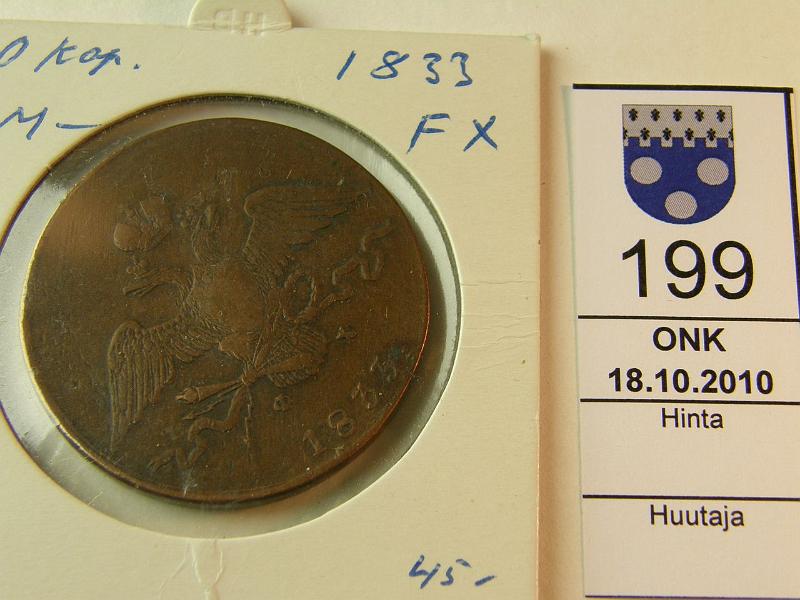 0 Kop. 1833
M- FX
Ф Х
1833
45,-
199
ONK
18.10.2010
Hinta
Huutaja